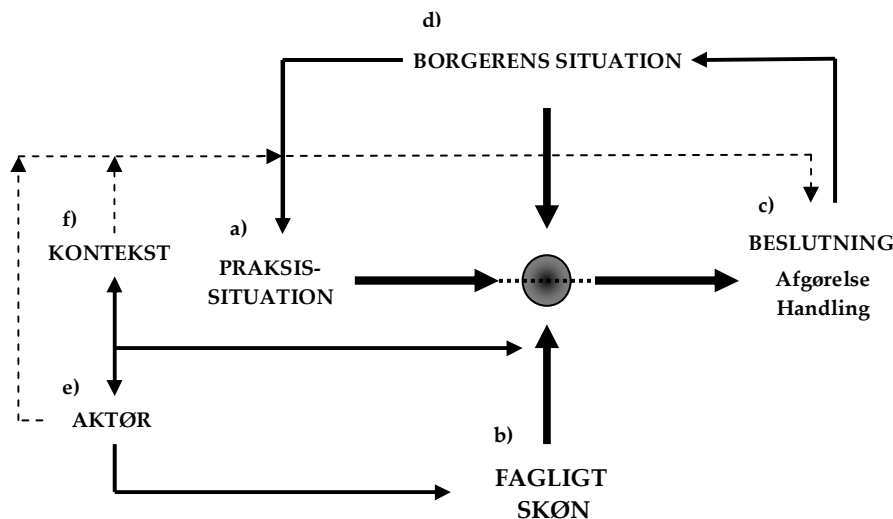 d)
BORGERENS SITUATION
f)
KONTEKST
a)
PRAKSIS-
SITUATION
c)
BESLUTNING
Afgørelse
Handling
e)
AKTØR
b)
FAGLIGT
SKØN